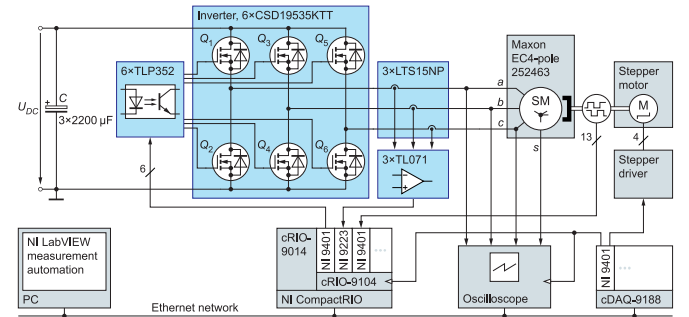 Inverter, 6×CSD19535KTT
Q1
Q3
Q5
6×TLP352
3×LTS15NP
Maxon
EC4-pole
252463
Stepper
motor
UDC
+
C
3×2200 µF
a
b
c
s
SM
M
13
4
Q2
Q4
Q6
6
3×TL071
Stepper
driver
NI LabVIEW
measurement
automation
PC
cRIO-
9014
NI 9401
NI 9223
NI 9401
...
cRIO-9104
NI CompactRIO
Oscilloscope
NI 9401
...
cDAQ-9188
Ethernet network